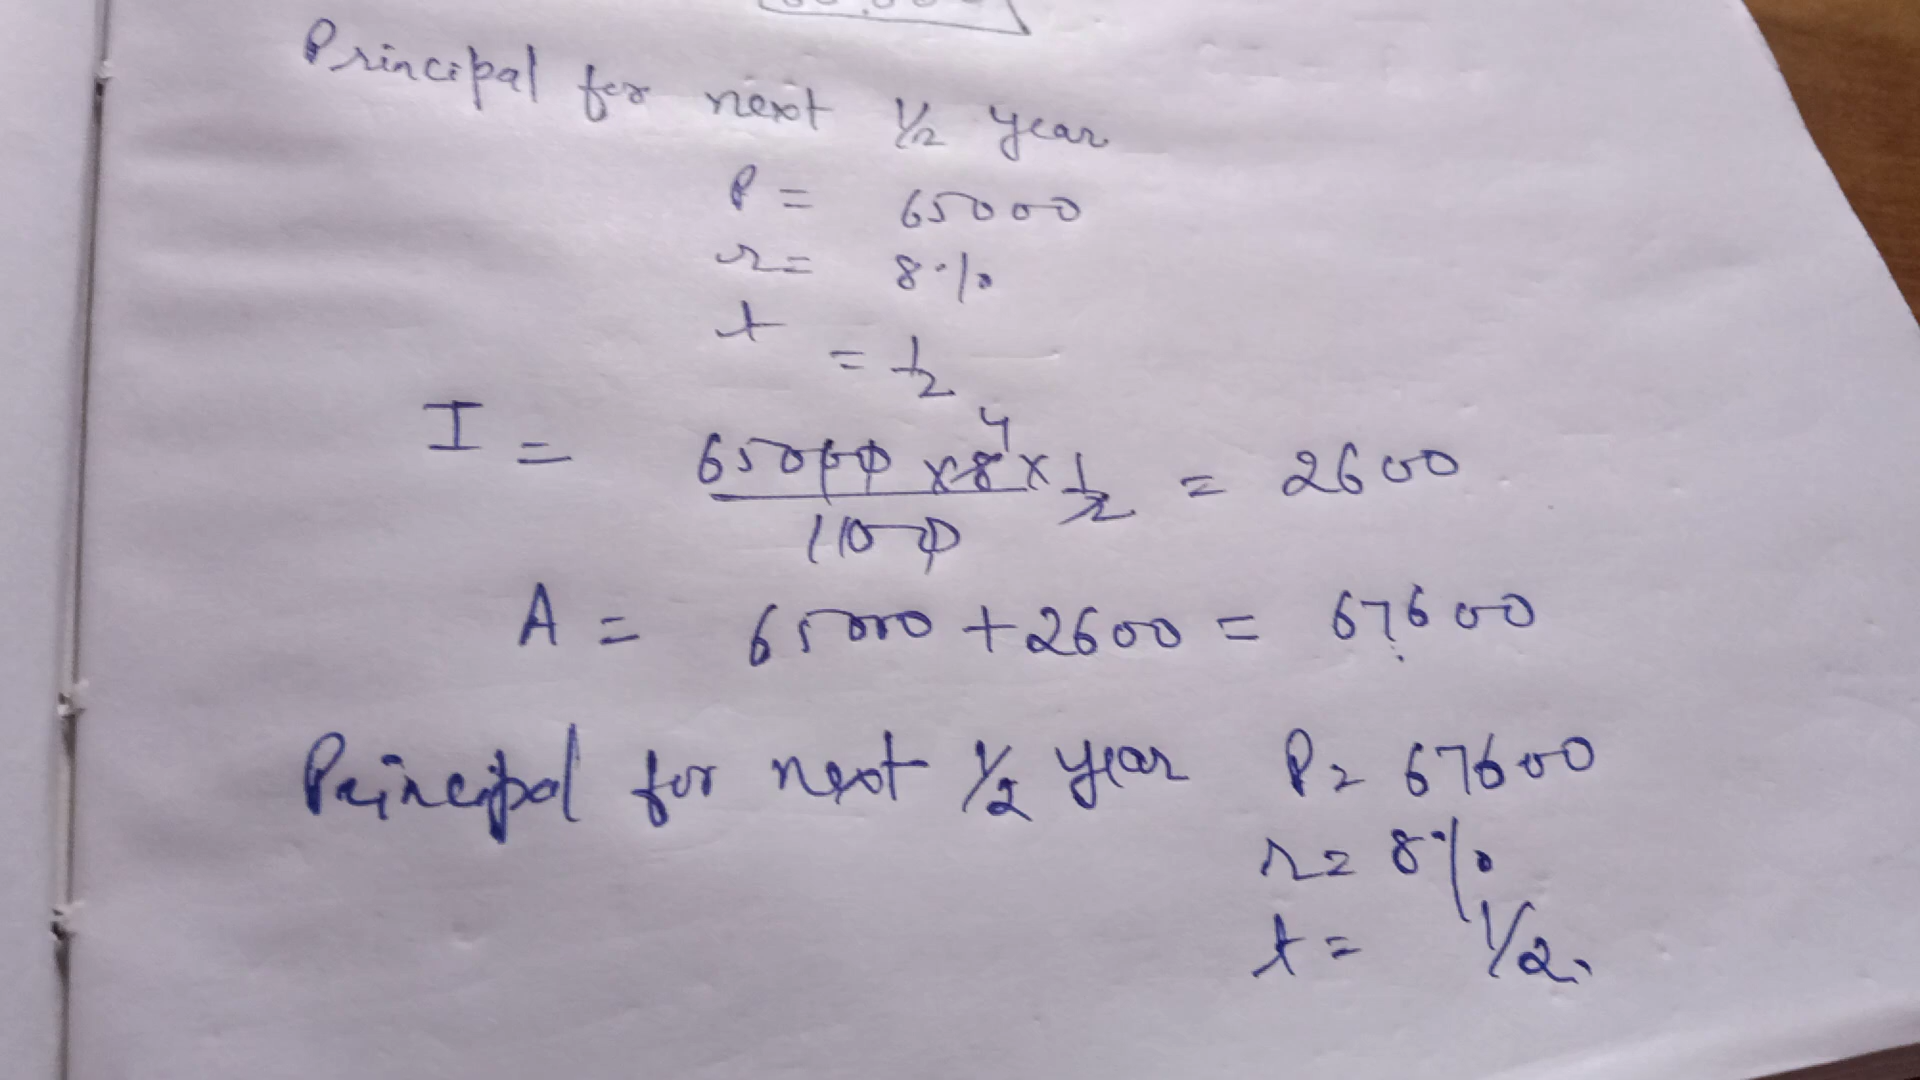 Principal for next 1/2 year
P = 65000
r = 8%
t = 1/2
4
I = 65000 x 8 x 1/2 = 2600
100
A = 65000 + 2600 = 67600
Principal for next 1/2 year P = 67600
r = 8%
t = 1/2.